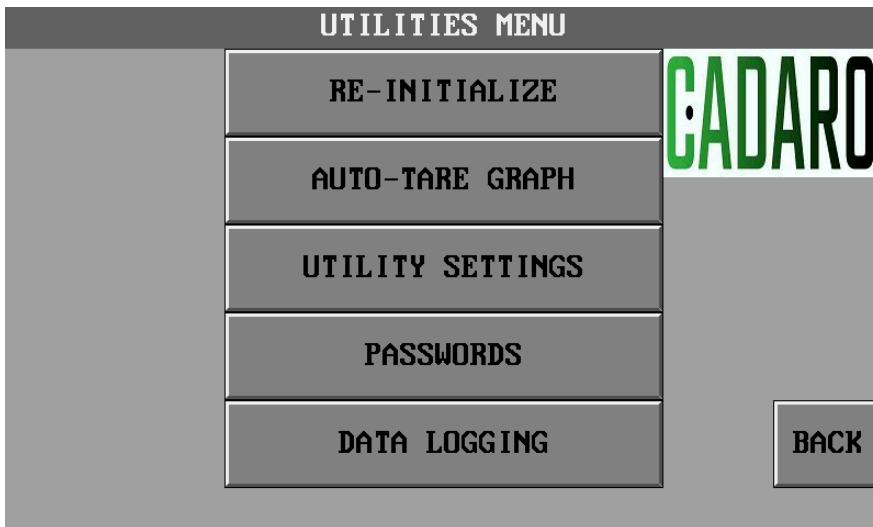 UTILITIES MENU
RE-INITIALIZE
CADARO
AUTO-TARE GRAPH
UTILITY SETTINGS
PASSWORDS
DATA LOGGING
BACK